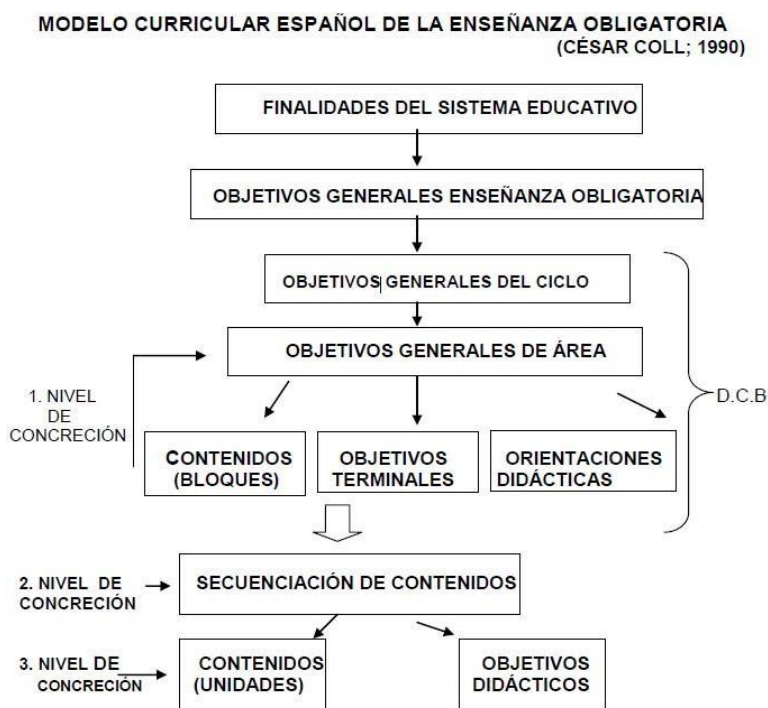 MODELO CURRICULAR ESPAÑOL DE LA ENSEÑANZA OBLIGATORIA
(CÉSAR COLL; 1990)
FINALIDADES DEL SISTEMA EDUCATIVO
OBJETIVOS GENERALES ENSEÑANZA OBLIGATORIA
OBJETIVOS GENERALES DEL CICLO
OBJETIVOS GENERALES DE ÁREA
1. NIVEL
DE
CONCRECIÓN
D.C.B
CONTENIDOS
(BLOQUES)
OBJETIVOS
TERMINALES
ORIENTACIONES
DIDÁCTICAS
2. NIVEL DE
CONCRECIÓN
SECUENCIACIÓN DE CONTENIDOS
3. NIVEL DE
CONCRECIÓN
CONTENIDOS
(UNIDADES)
OBJETIVOS
DIDÁCTICOS